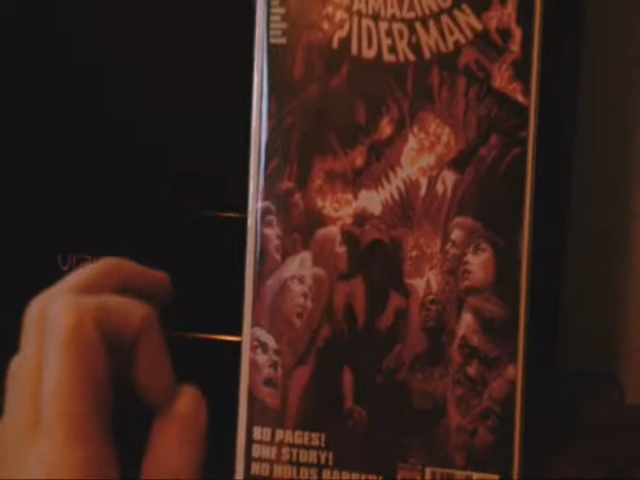 AMAZING
SPIDER-MAN
80 PAGES!
ONE STORY!
NO HOLDS BARRED!